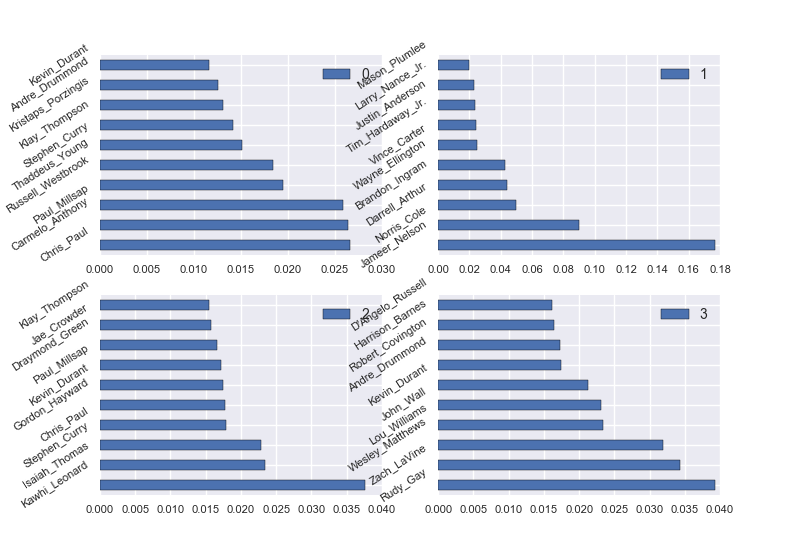 0
Kevin_Durant
Andre_Drummond
Kristaps_Porzingis
Klay_Thompson
Stephen_Curry
Thaddeus_Young
Russell_Westbrook
Paul_Millsap
Carmelo_Anthony
Chris_Paul
0.000 0.005 0.010 0.015 0.020 0.025 0.030
1
Mason_Plumlee
Larry_Nance_Jr.
Justin_Anderson
Tim_Hardaway_Jr.
Vince_Carter
Wayne_Ellington
Brandon_Ingram
Darrell_Arthur
Norris_Cole
Jameer_Nelson
0.00 0.02 0.04 0.06 0.08 0.10 0.12 0.14 0.16 0.18
2
Klay_Thompson
Jae_Crowder
Draymond_Green
Paul_Millsap
Kevin_Durant
Gordon_Hayward
Chris_Paul
Stephen_Curry
Isaiah_Thomas
Kawhi_Leonard
0.000 0.005 0.010 0.015 0.020 0.025 0.030 0.035 0.040
3
D'Angelo_Russell
Harrison_Barnes
Robert_Covington
Andre_Drummond
Kevin_Durant
John_Wall
Lou_Williams
Wesley_Matthews
Zach_LaVine
Rudy_Gay
0.000 0.005 0.010 0.015 0.020 0.025 0.030 0.035 0.040